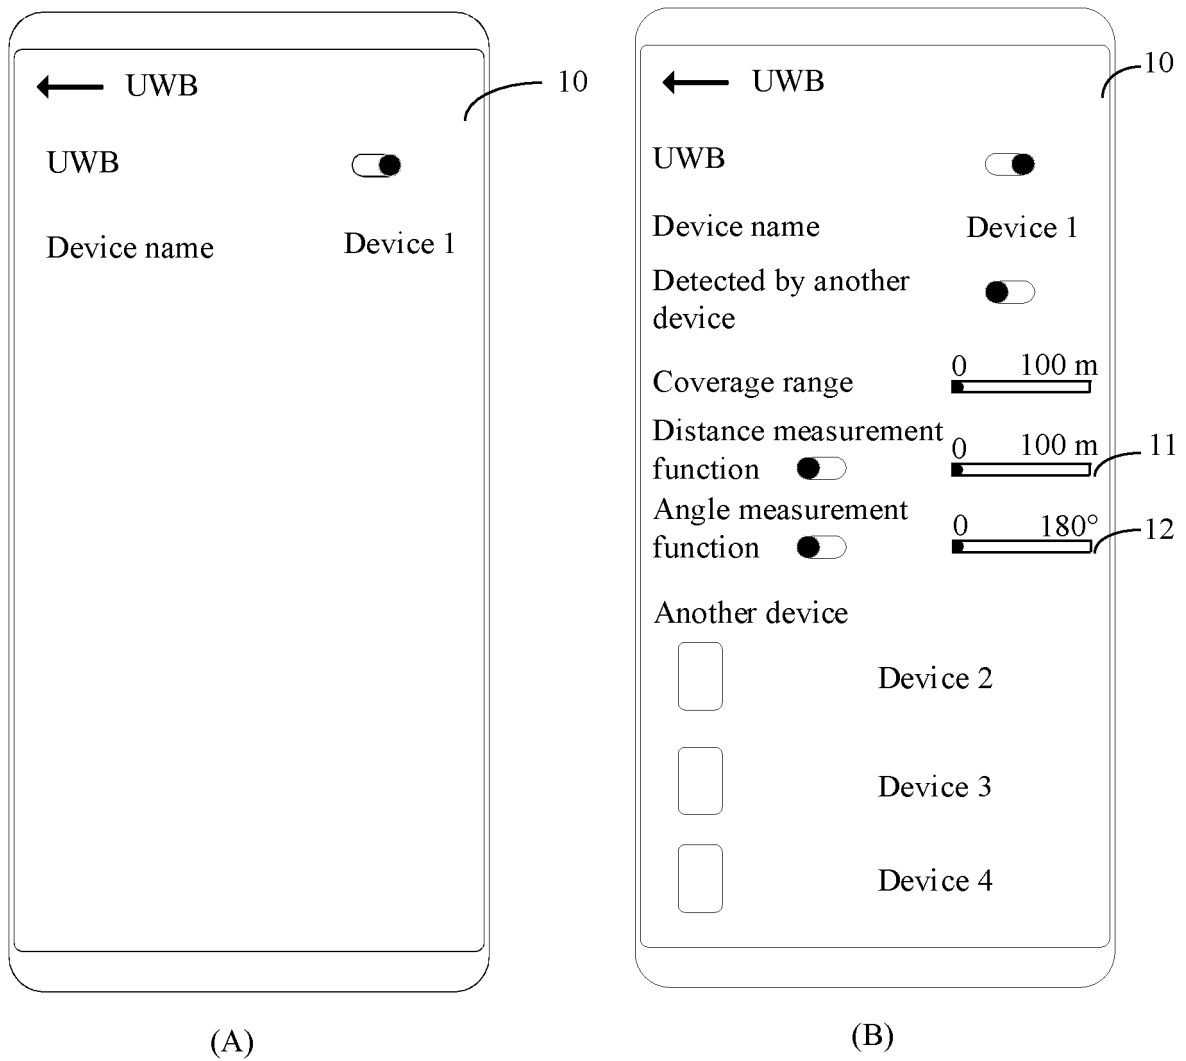 UWB
10
UWB
Device name
Device 1
(A)
UWB
10
UWB
Device name
Device 1
Detected by another
device
Coverage range
0 100 m
Distance measurement
function
0 100 m
11
Angle measurement
function
0 180°
12
Another device
Device 2
Device 3
Device 4
(B)